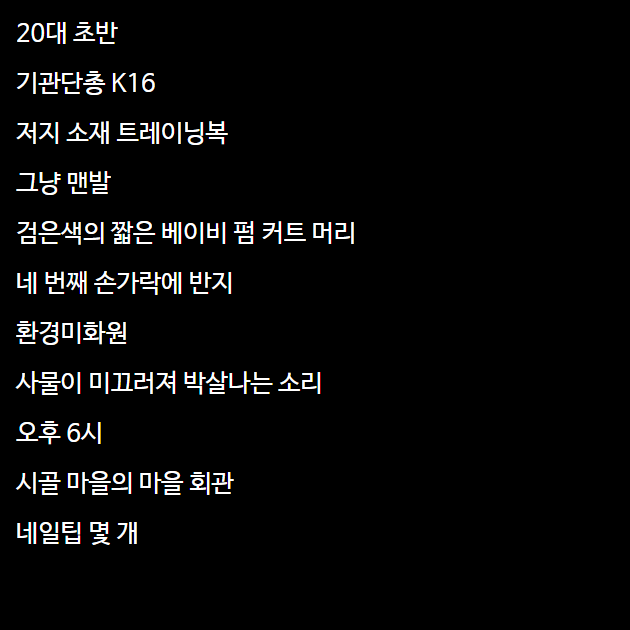 20대 초반
기관단총 K16
저지 소재 트레이닝복
그냥 맨발
검은색의 짧은 베이비 펌 커트 머리
네 번째 손가락에 반지
환경미화원
사물이 미끄러져 박살나는 소리
오후 6시
시골 마을의 마을 회관
네일팁 몇 개